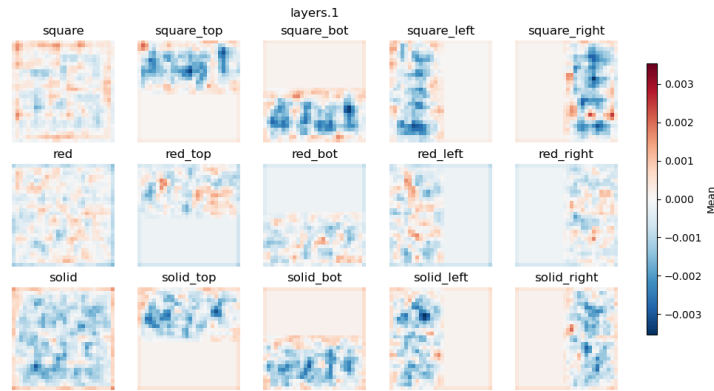 layers.1
square square_top square_bot square_left square_right
red red_top red_bot red_left red_right
solid solid_top solid_bot solid_left solid_right
0.003
0.002
0.001
0.000
−0.001
−0.002
−0.003
Mean